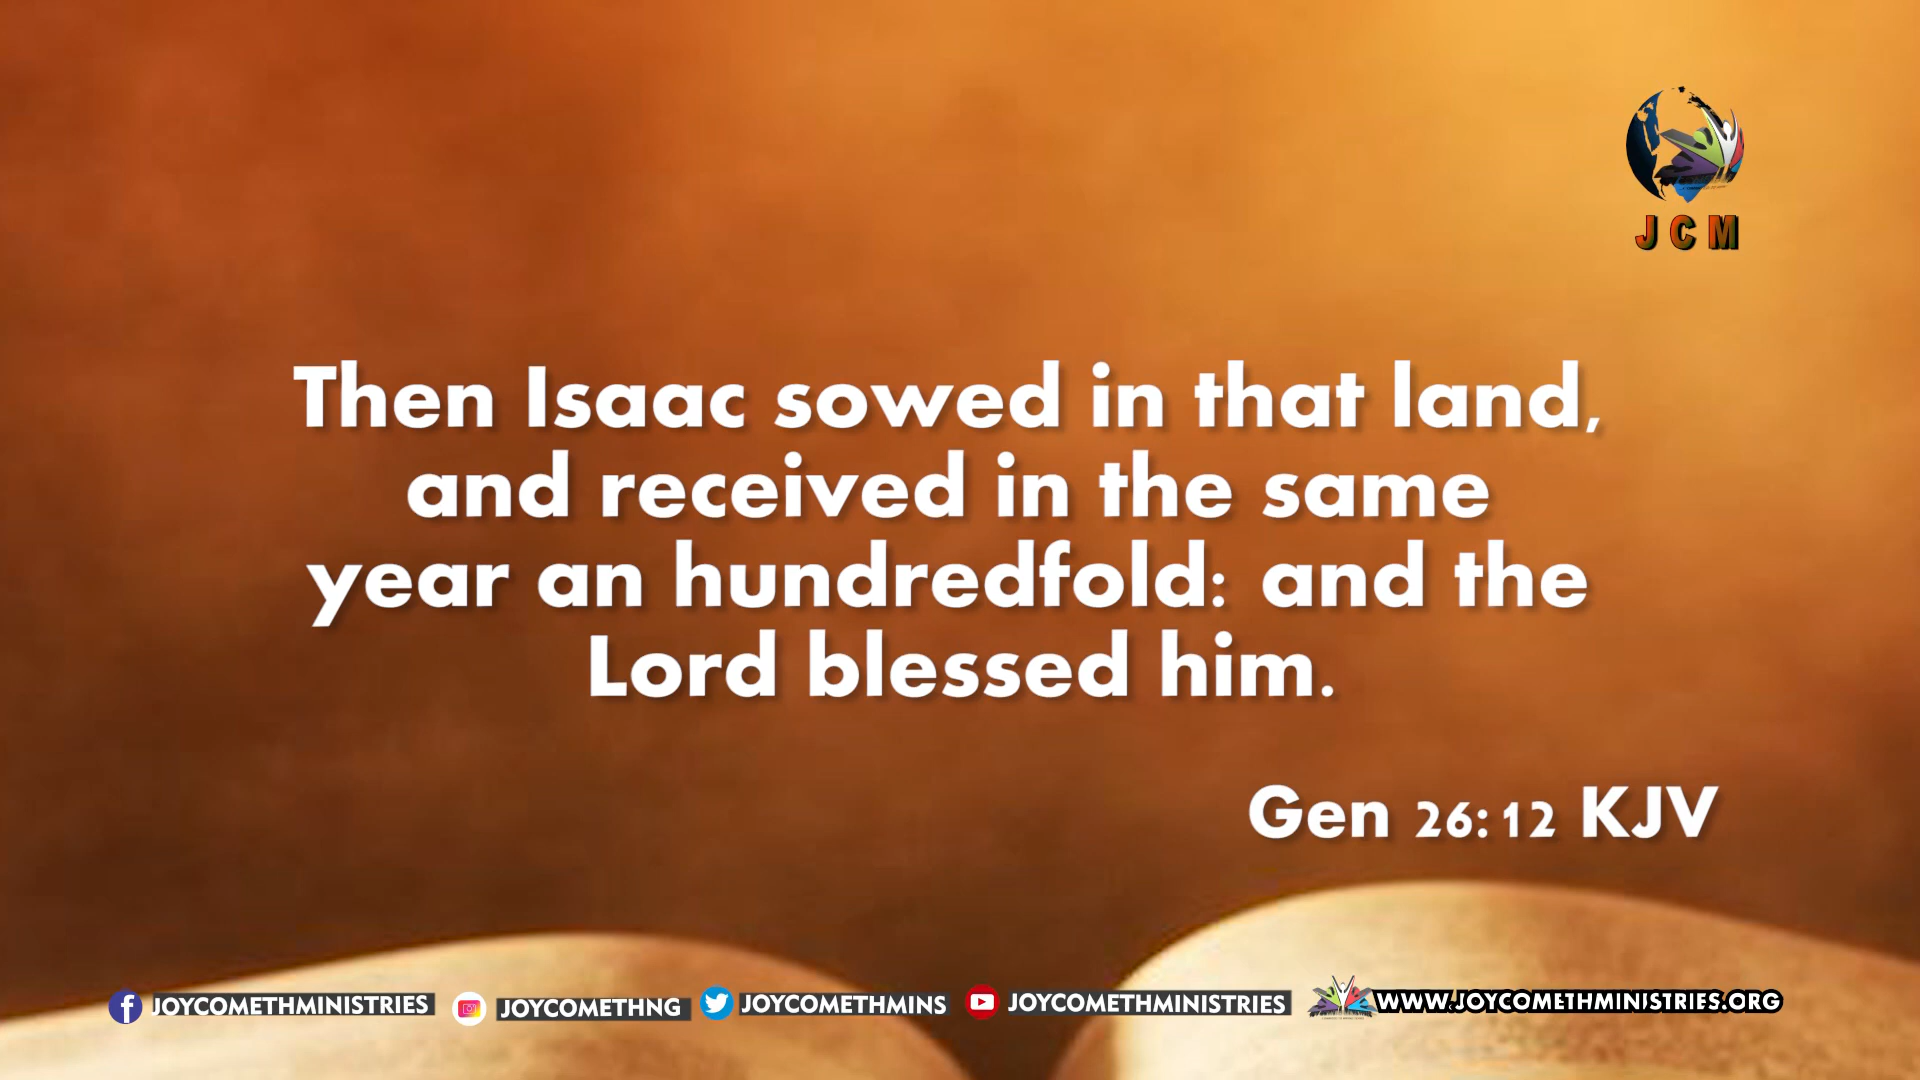 J C M
Then Isaac sowed in that land,
and received in the same
year an hundredfold: and the
Lord blessed him.
Gen 26:12 KJV
JOYCOMETHMINISTRIES JOYCOMETHNG JOYCOMETHMINS JOYCOMETHMINISTRIES WWW.JOYCOMETHMINISTRIES.ORG